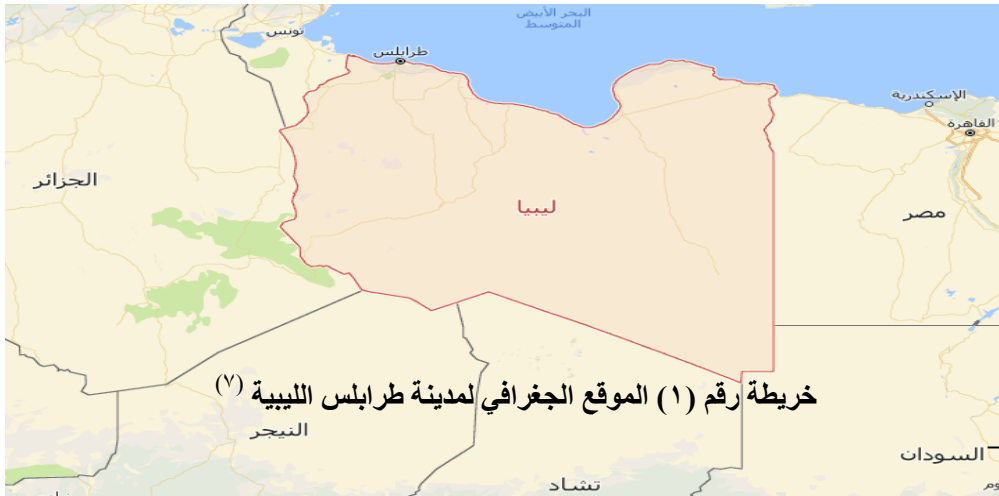 البحر الأبيض
المتوسط
تونس
طرابلس
الإسكندرية
القاهرة
الجزائر
ليبيا
مصر
خريطة رقم (١) الموقع الجغرافي لمدينة طرابلس الليبية (٧)
النيجر
السودان
تشاد